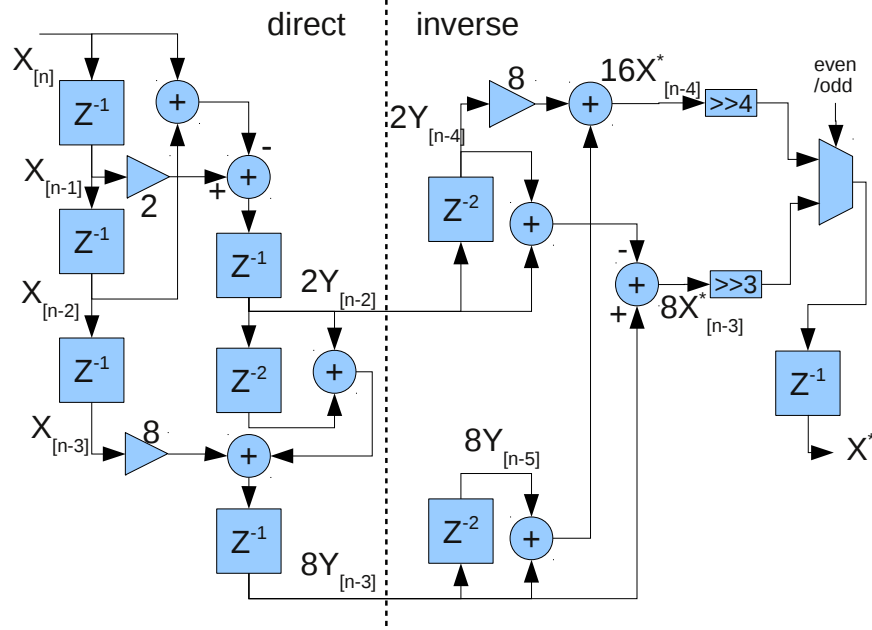 direct
inverse
X[n]
Z-1
+
-
X[n-1]
2
+
+
Z-1
X[n-2]
Z-1
2Y[n-2]
Z-1
Z-2
+
X[n-3]
8
+
Z-1
8Y[n-3]
8
+
16X*[n-4]
>>4
even
/odd
2Y[n-4]
Z-2
+
-
+
+
8X*[n-3]
>>3
Z-1
X*
8Y[n-5]
Z-2
+